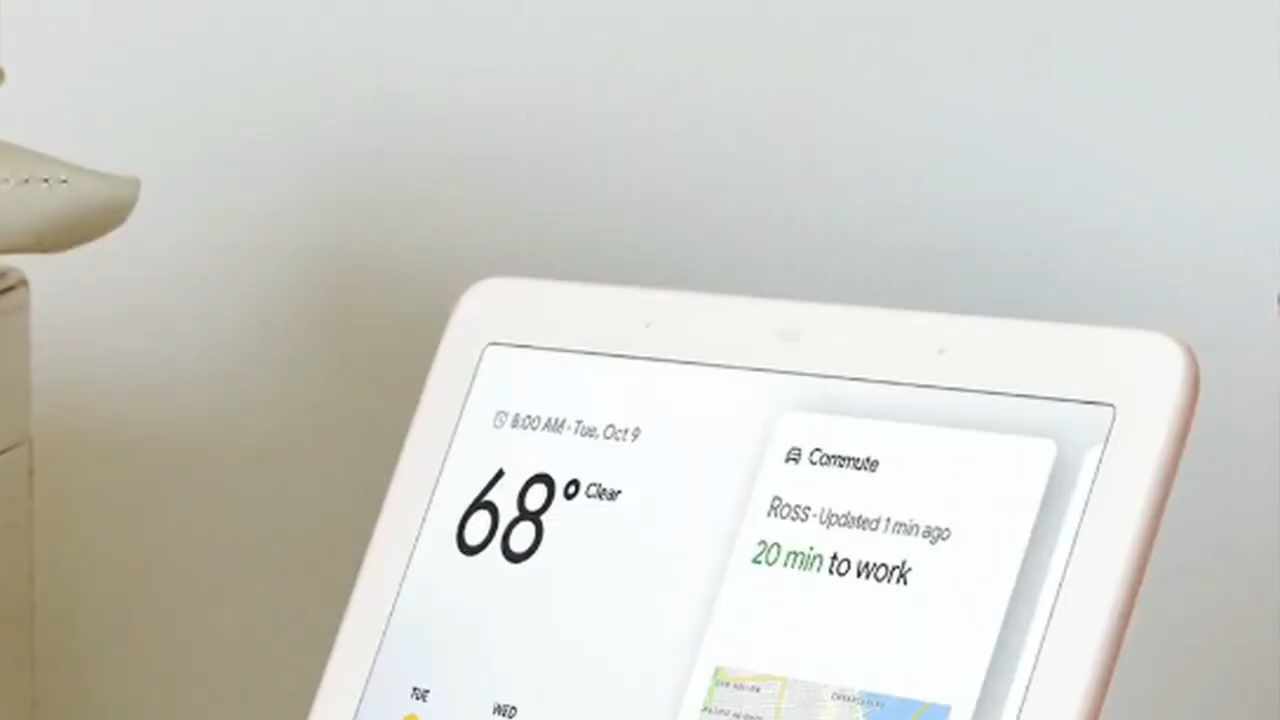 8:00 AM · Tue, Oct 9
68° Clear
TUE
WED
Commute
Ross · Updated 1 min ago
20 min to work